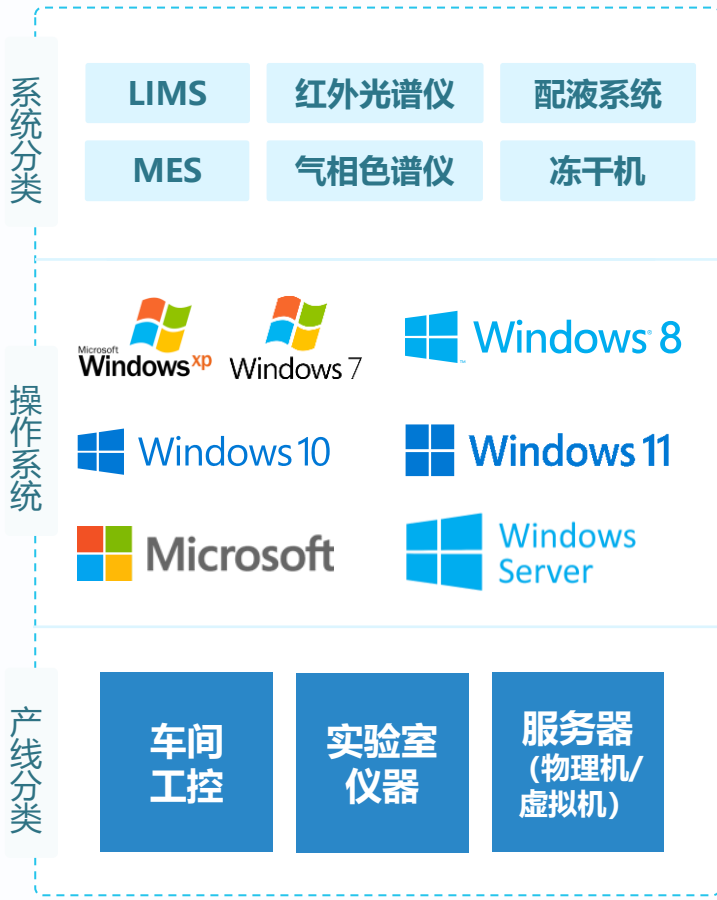 系统分类
LIMS
红外光谱仪
配液系统
MES
气相色谱仪
冻干机
操作系统
Microsoft
Windows xp
Windows 7
Windows® 8
™
Windows 10
Windows 11
Microsoft
Windows
Server
产线分类
车间
工控
实验室
仪器
服务器
（物理机/
虚拟机）